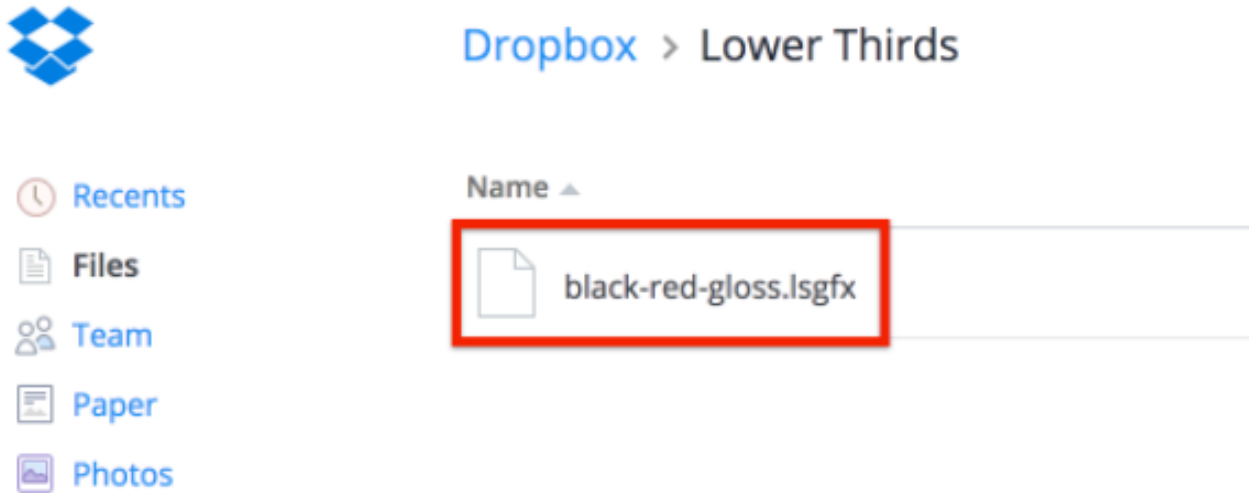 Dropbox > Lower Thirds
Recents
Files
Team
Paper
Photos
Name
black-red-gloss.lsgfx